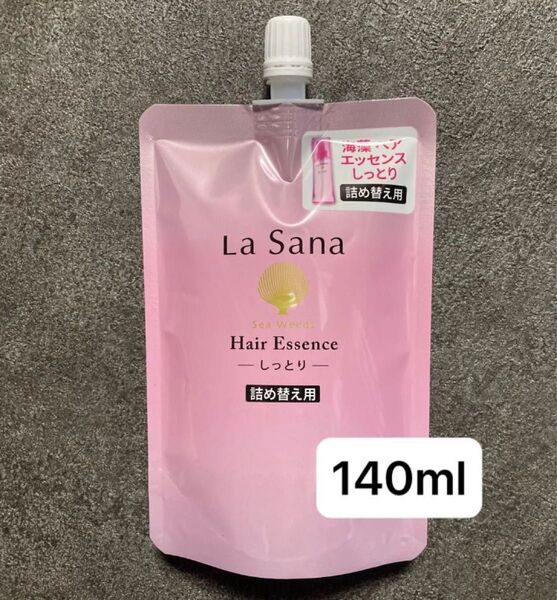 海藻 ヘア
エッセンス
しっとり
詰め替え用
La Sana
Sea Weeds
Hair Essence
しっとり
詰め替え用
140ml